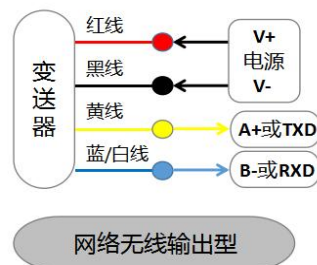 变送器
红线
V+
电源
V-
黑线
黄线
A+或TXD
蓝/白线
B-或RXD
网络无线输出型